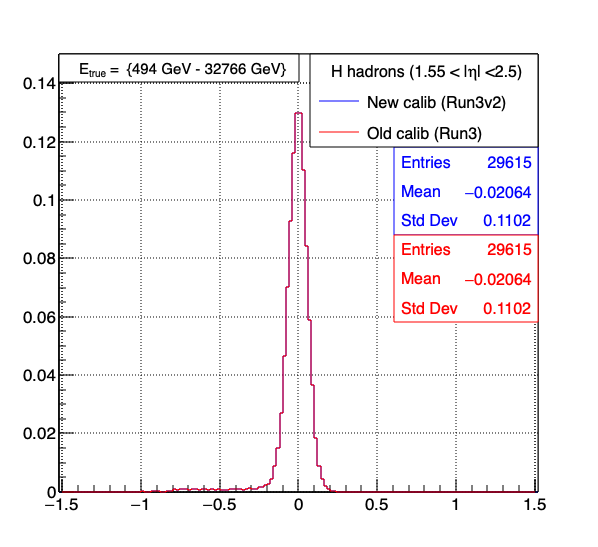 E_true = {494 GeV - 32766 GeV}
H hadrons (1.55 < |η| <2.5)
New calib (Run3v2)
Old calib (Run3)
Entries 29615
Mean −0.02064
Std Dev 0.1102
Entries 29615
Mean −0.02064
Std Dev 0.1102
0.14
0.12
0.1
0.08
0.06
0.04
0.02
0
−1.5 −1 −0.5 0 0.5 1 1.5